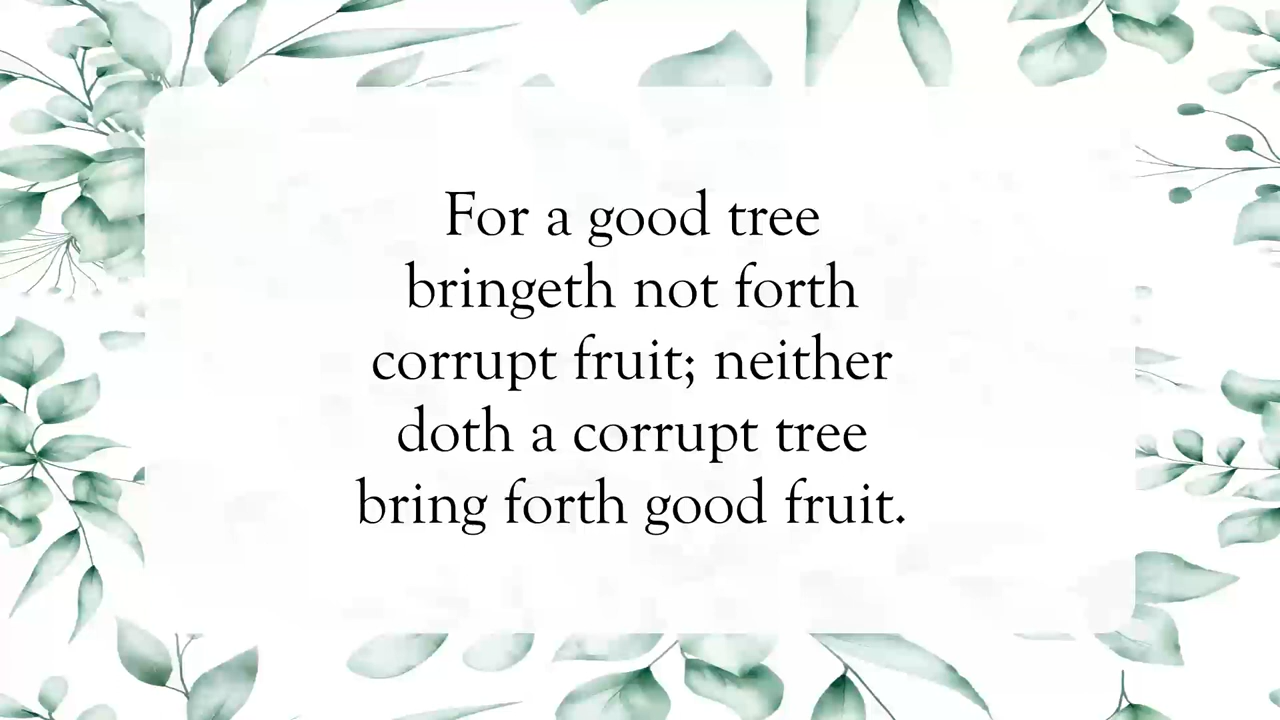 For a good tree
bringeth not forth
corrupt fruit; neither
doth a corrupt tree
bring forth good fruit.